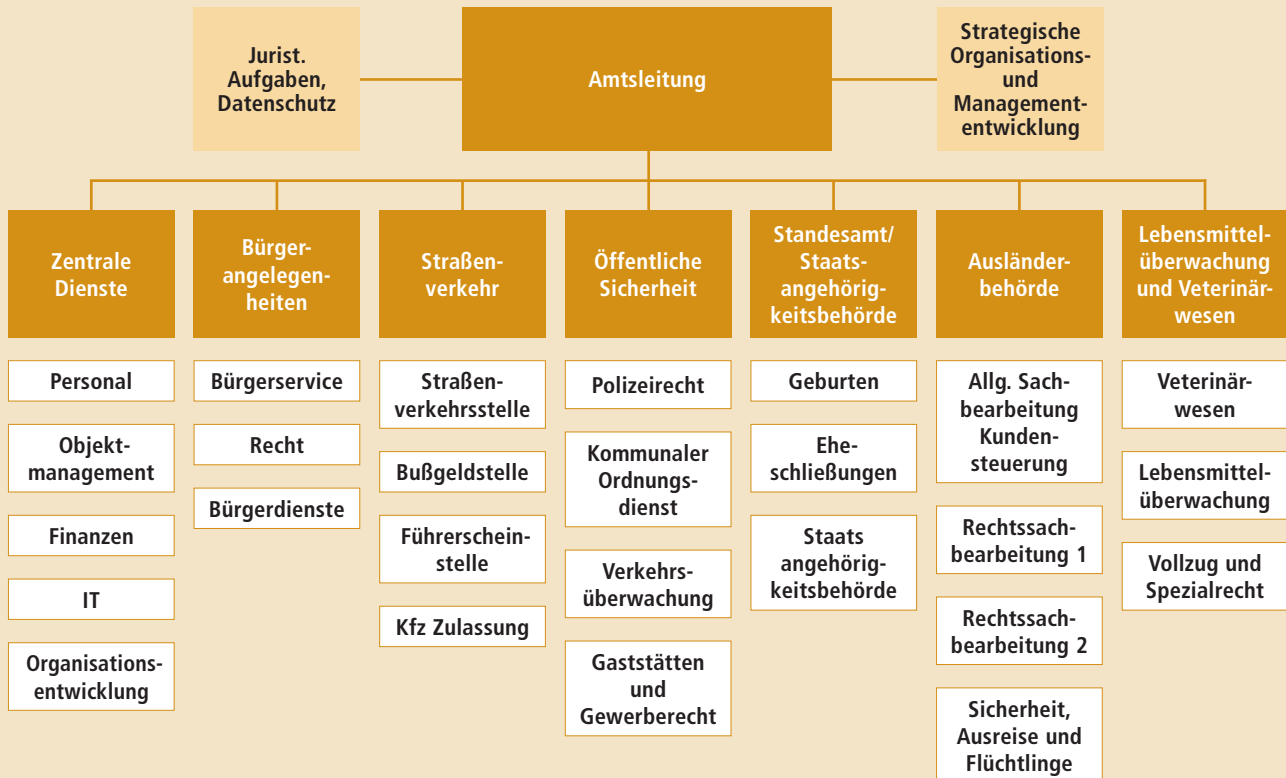 Jurist.
Aufgaben,
Datenschutz
Amtsleitung
Strategische
Organisations-
und
Management-
entwicklung
Zentrale
Dienste
Bürger-
angelegen-
heiten
Straßen-
verkehr
Öffentliche
Sicherheit
Standesamt/
Staats-
angehörig-
keitsbehörde
Ausländer-
behörde
Lebensmittel-
überwachung
und Veterinär-
wesen
Personal
Objekt-
management
Finanzen
IT
Organisations-
entwicklung
Bürgerservice
Recht
Bürgerdienste
Straßen-
verkehrsstelle
Bußgeldstelle
Führerschein-
stelle
Kfz Zulassung
Polizeirecht
Kommunaler
Ordnungs-
dienst
Verkehrs-
überwachung
Gaststätten
und
Gewerberecht
Geburten
Ehe-
schließungen
Staats
angehörig-
keitsbehörde
Allg. Sach-
bearbeitung
Kunden-
steuerung
Rechtssach-
bearbeitung 1
Rechtssach-
bearbeitung 2
Sicherheit,
Ausreise und
Flüchtlinge
Veterinär-
wesen
Lebensmittel-
überwachung
Vollzug und
Spezialrecht